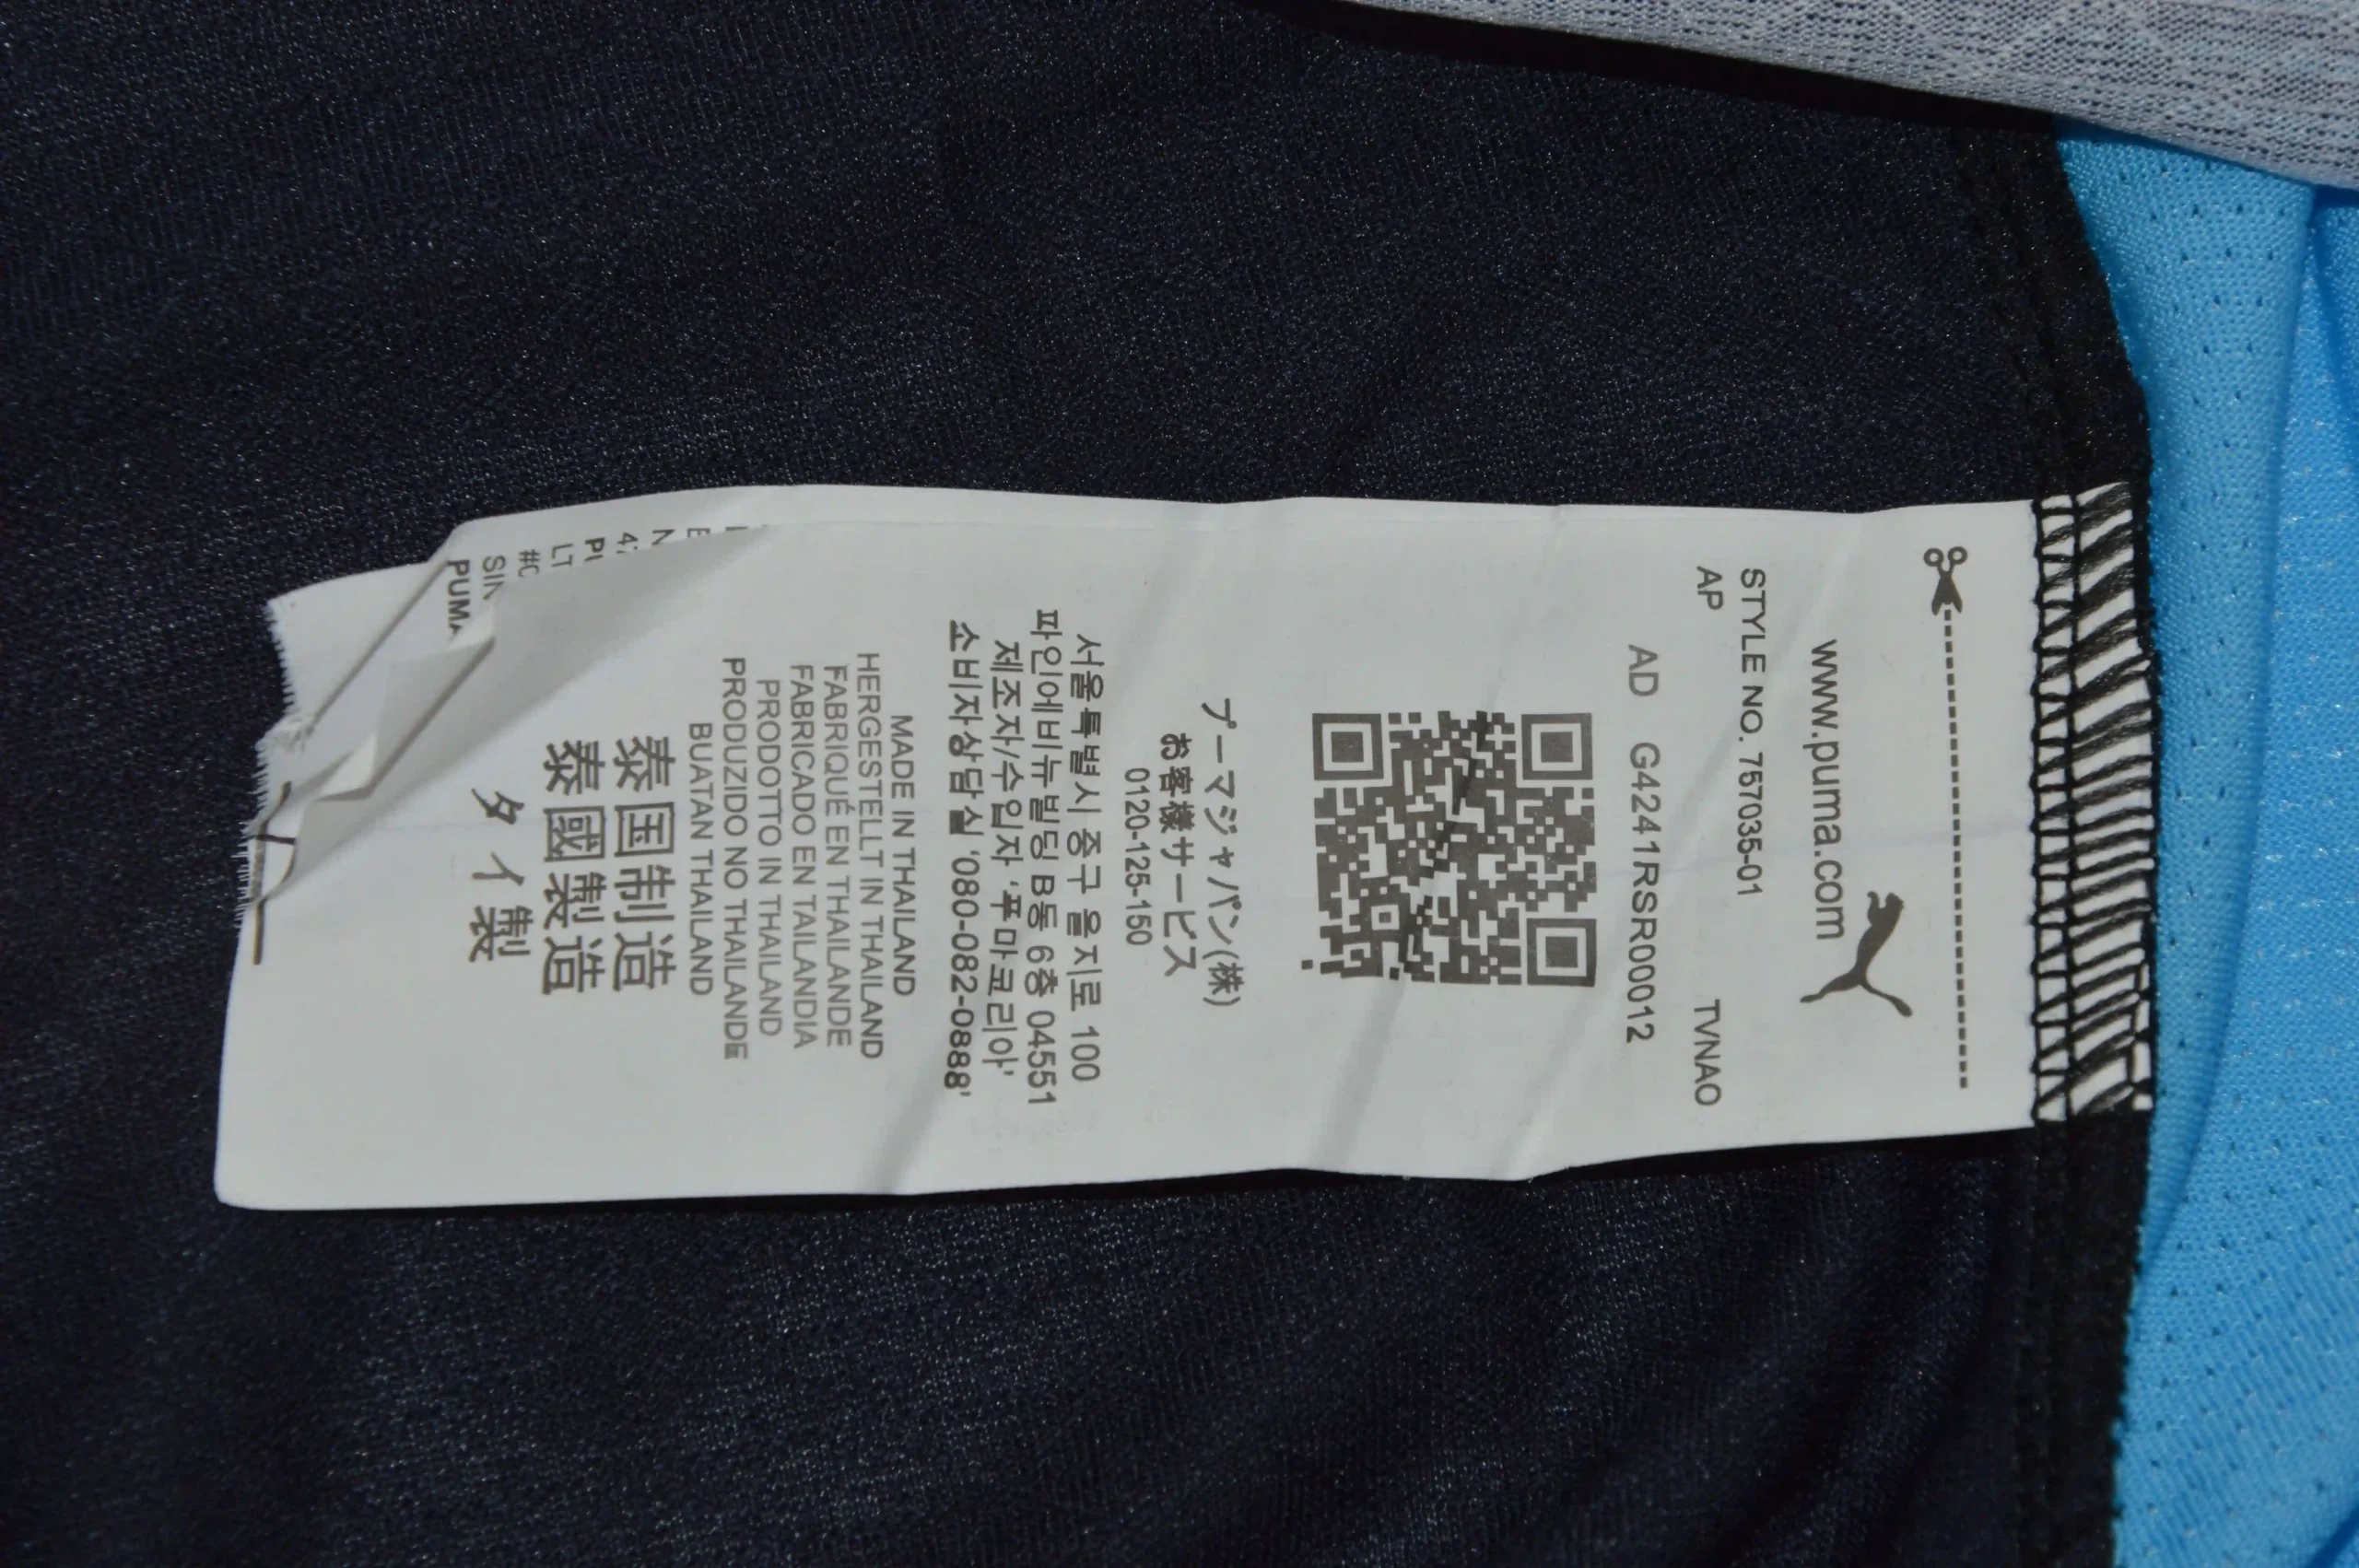 www.puma.com
STYLE NO. 757035-01
AP TVNAO
AD G4241RSR00012
プーマジャパン(株)
お客様サービス
0120-125-150
서울특별시 중구 을지로 100
파인에비뉴빌딩 B동 6층 04551
제조자/수입자 '푸마코리아'
소비자상담실 '080-082-0888'
MADE IN THAILAND
HERGESTELLT IN THAILAND
FABRIQUÉ EN THAILANDE
FABRICADO EN TAILANDIA
PRODOTTO IN THAILAND
PRODUZIDO NO THAILANDE
BUATAN THAILAND
泰国制造
泰國製造
タイ製